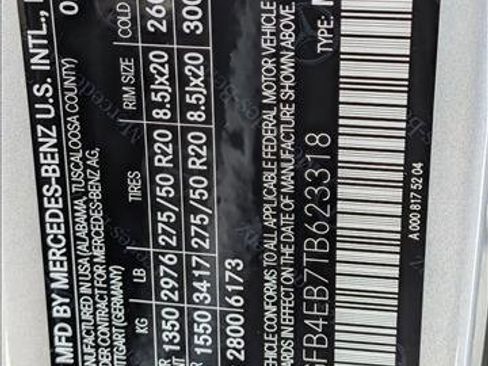 MFD BY MERCEDES-BENZ U.S. INTL.,
MANUFACTURED IN USA/ALABAMA, TUSCALOOSA (COUNTY)
UNDER CONTRACT FOR MERCEDES-BENZ AG,
STUTTGART (GERMANY)
KG LB TIRES RIM SIZE COLD
1350 2976 275/50 R20 8.5Jx20
1550 3417 275/50 R20 8.5Jx20 300
2800 6173
VEHICLE CONFORMS TO ALL APPLICABLE FEDERAL MOTOR VEHICLE
STANDARDS IN EFFECT ON THE DATE OF MANUFACTURE SHOWN ABOVE.
GFB4EB7TB623318 TYPE:
A 000 817 52 04